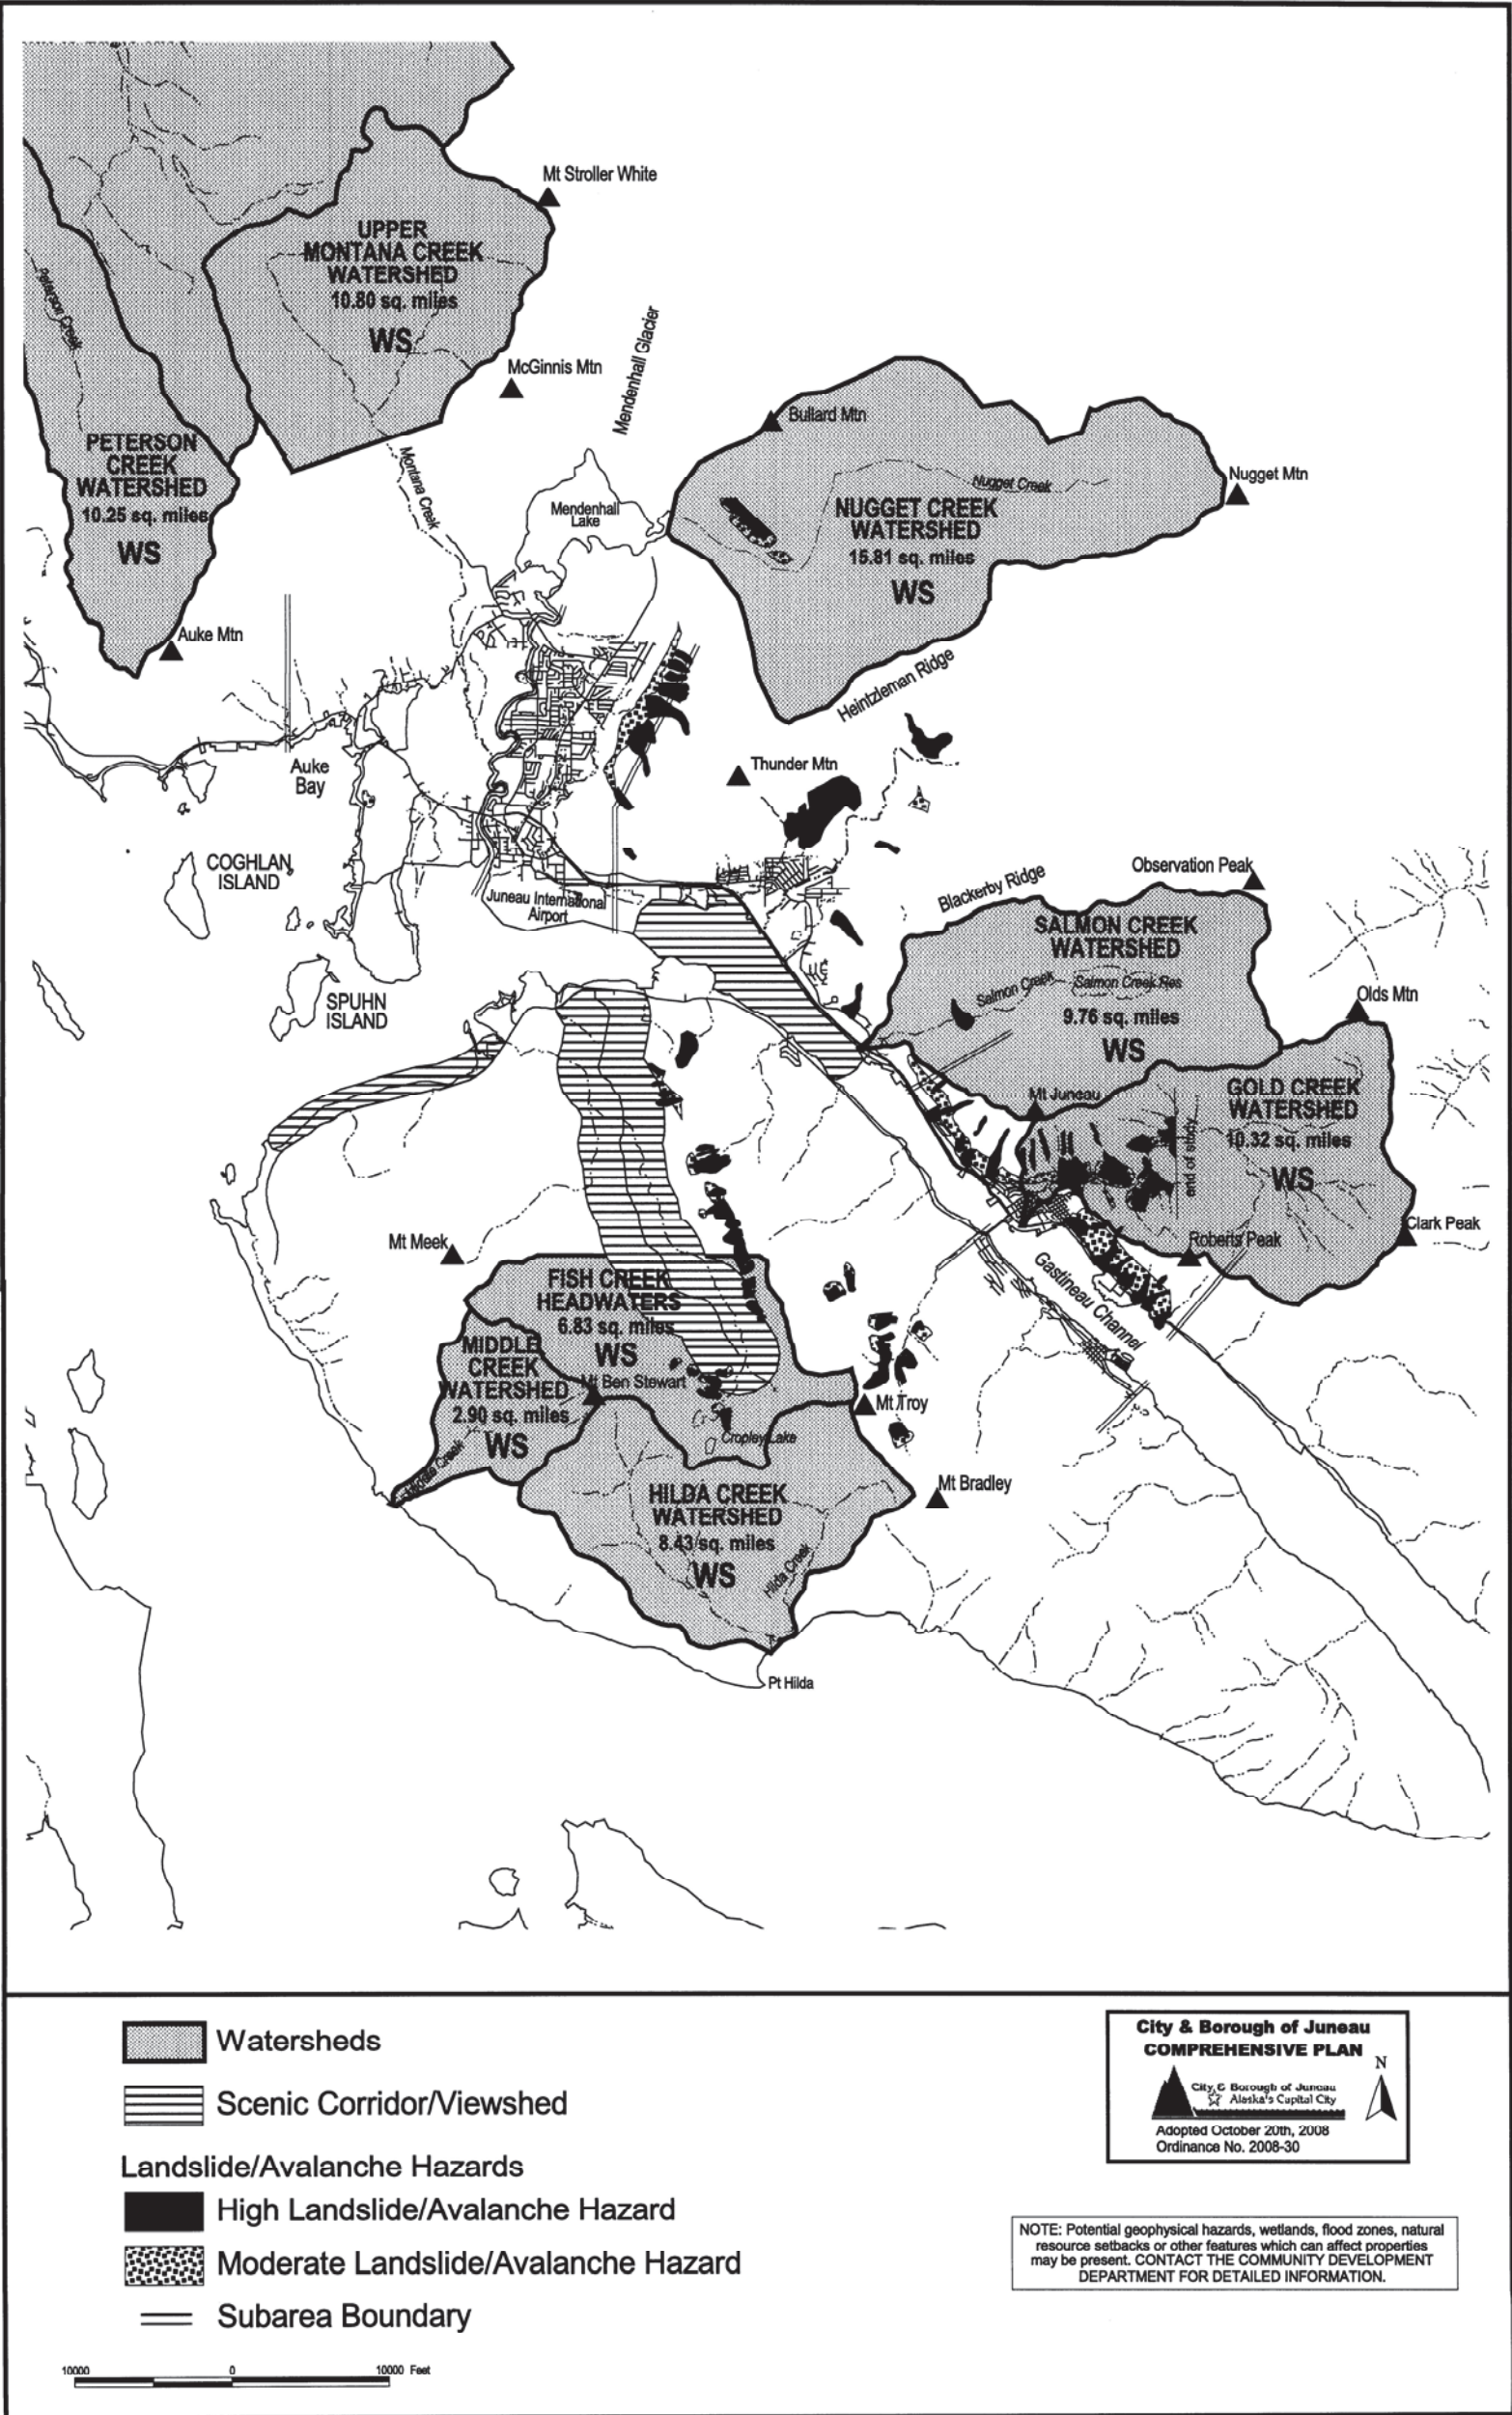 Mt Stroller White
UPPER
MONTANA CREEK
WATERSHED
10.80 sq. miles
WS
Peterson Creek
McGinnis Mtn
Mendenhall Glacier
Bullard Mtn
PETERSON
CREEK
WATERSHED
10.25 sq. miles
WS
Montana Creek
Mendenhall
Lake
Nugget Creek
Nugget Mtn
NUGGET CREEK
WATERSHED
15.81 sq. miles
WS
Auke Mtn
Heintzleman Ridge
Auke
Bay
Thunder Mtn
COGHLAN
ISLAND
Juneau International
Airport
Blackerby Ridge
Observation Peak
SALMON CREEK
WATERSHED
Salmon Creek
Salmon Creek Res
9.76 sq. miles
WS
Olds Mtn
SPUHN
ISLAND
Mt Juneau
GOLD CREEK
WATERSHED
10.32 sq. miles
WS
end of study
Clark Peak
Roberts Peak
Gastineau Channel
Mt Meek
FISH CREEK
HEADWATERS
6.83 sq. miles
WS
MIDDLE
CREEK
WATERSHED
2.90 sq. miles
WS
Mt Ben Stewart
Mt Troy
Cropley Lake
Middle Creek
Mt Bradley
HILDA CREEK
WATERSHED
8.43 sq. miles
WS
Hilda Creek
Pt Hilda
Watersheds
Scenic Corridor/Viewshed
Landslide/Avalanche Hazards
High Landslide/Avalanche Hazard
Moderate Landslide/Avalanche Hazard
Subarea Boundary
10000 0 10000 Feet
City & Borough of Juneau
COMPREHENSIVE PLAN
N
City & Borough of Juneau
Alaska's Capital City
Adopted October 20th, 2008
Ordinance No. 2008-30
NOTE: Potential geophysical hazards, wetlands, flood zones, natural
resource setbacks or other features which can affect properties
may be present. CONTACT THE COMMUNITY DEVELOPMENT
DEPARTMENT FOR DETAILED INFORMATION.